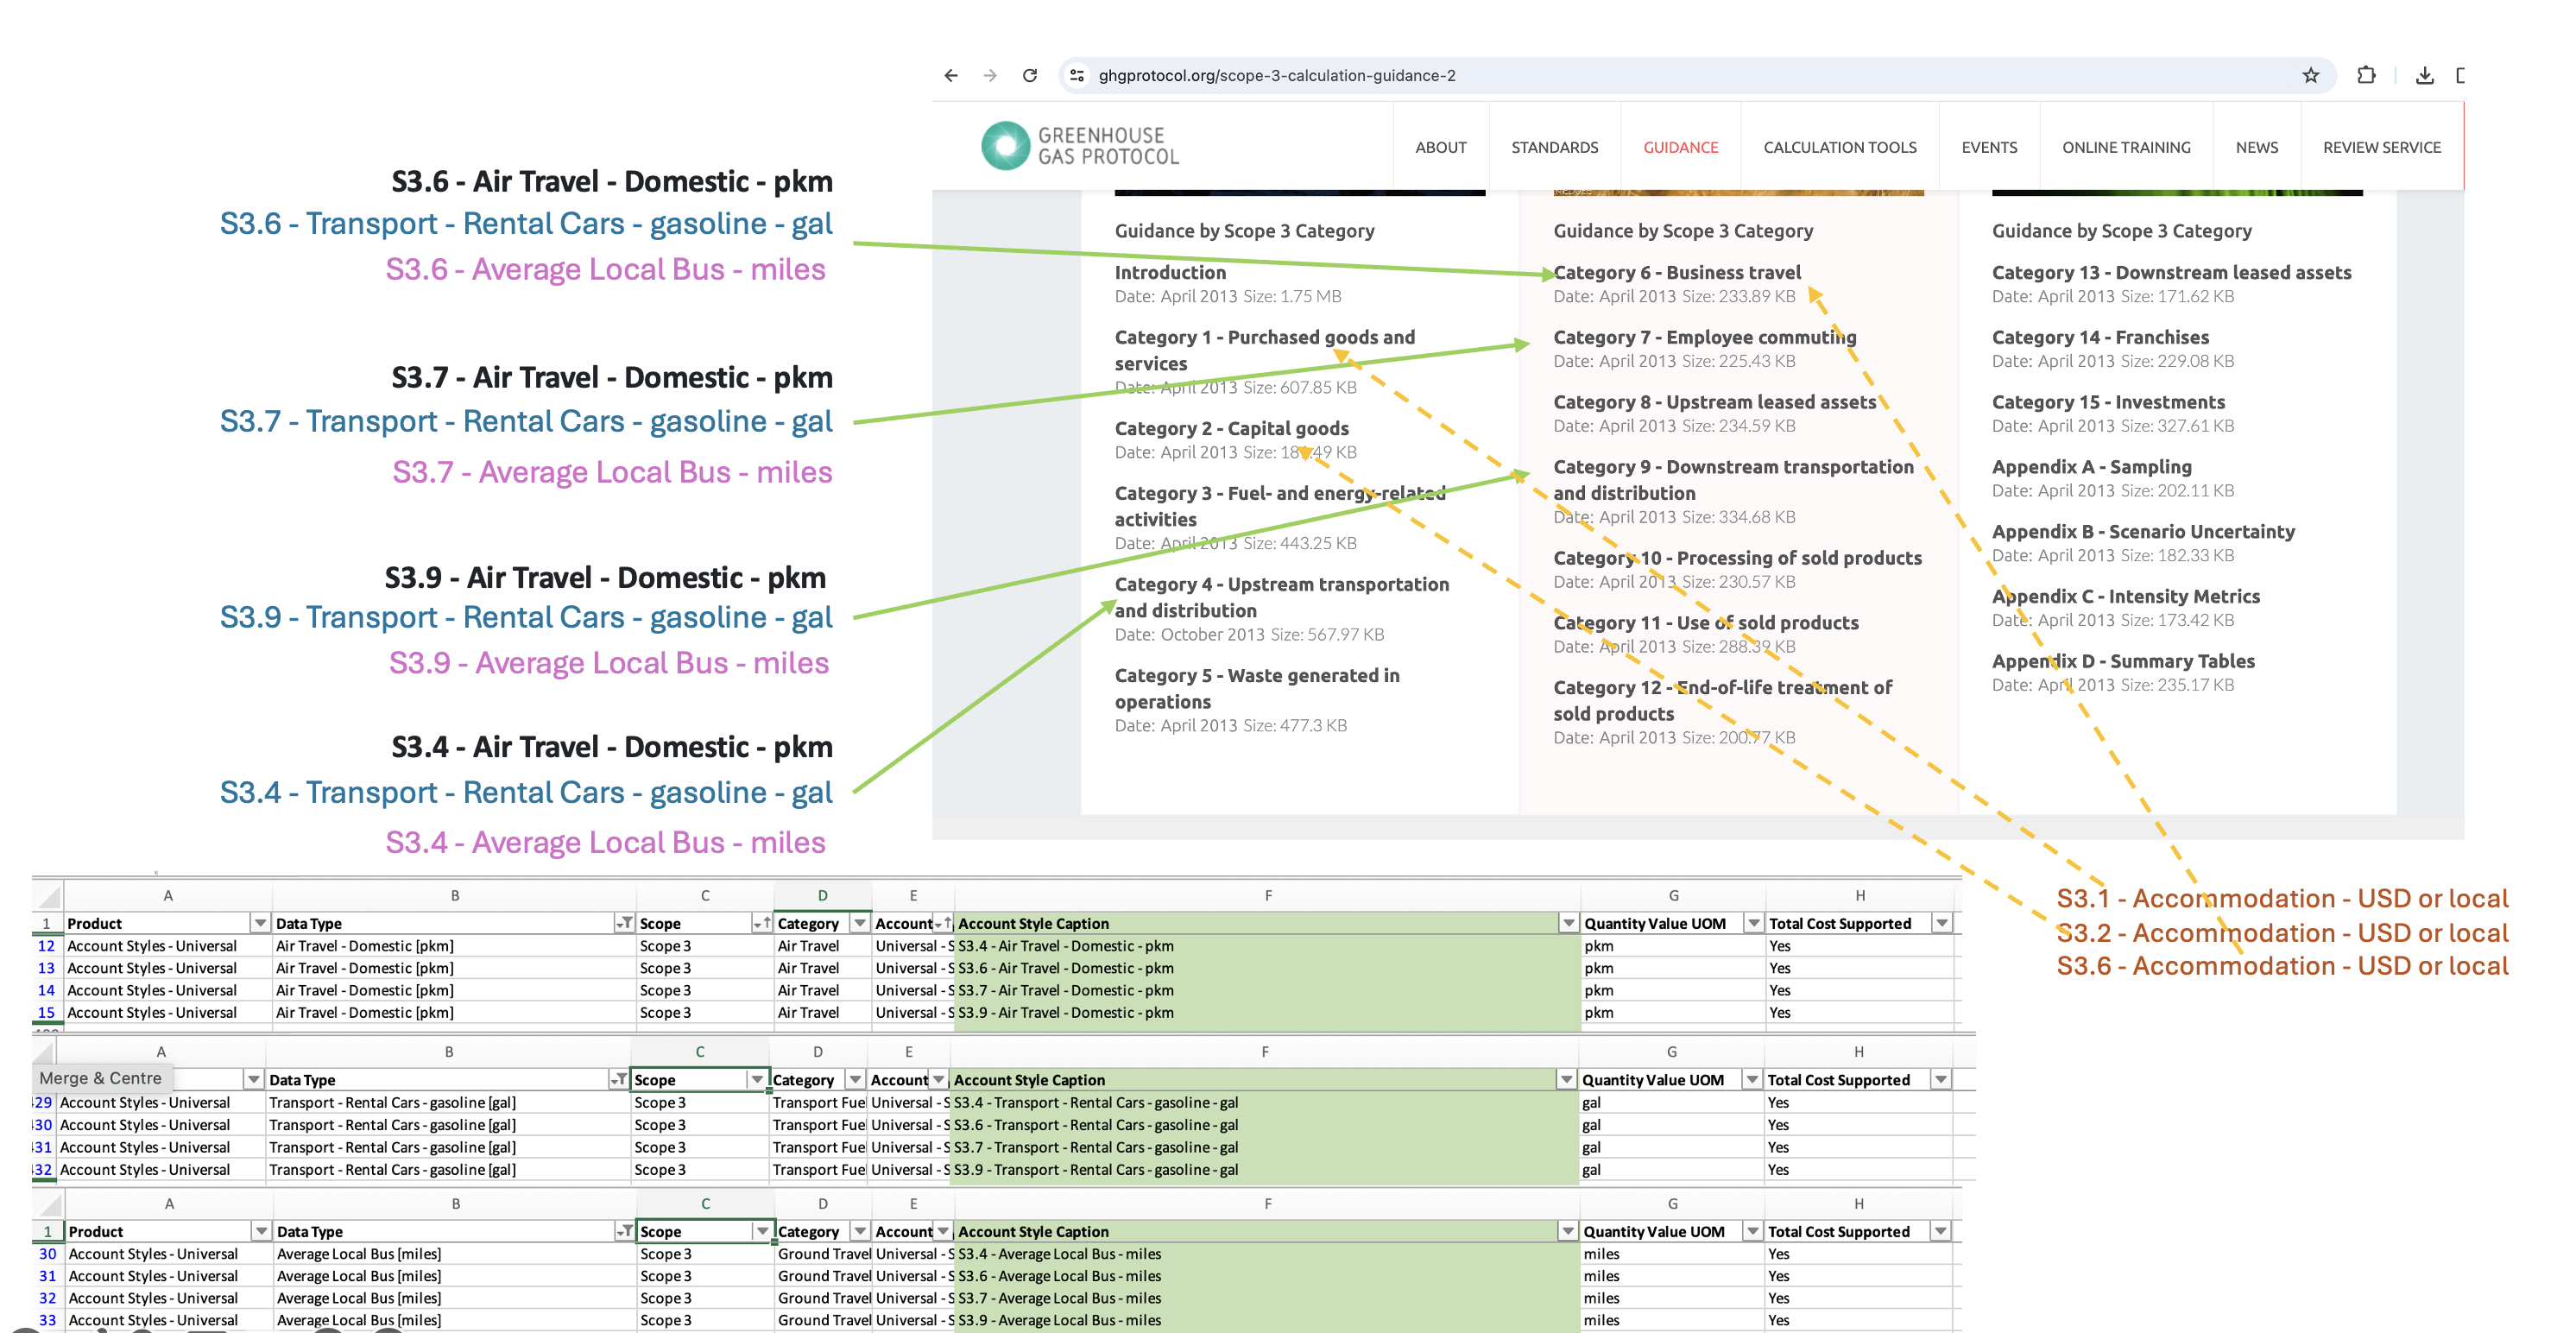 ghgprotocol.org/scope-3-calculation-guidance-2
GREENHOUSE
GAS PROTOCOL
ABOUT
STANDARDS
GUIDANCE
CALCULATION TOOLS
EVENTS
ONLINE TRAINING
NEWS
REVIEW SERVICE
S3.6 - Air Travel - Domestic - pkm
S3.6 - Transport - Rental Cars - gasoline - gal
S3.6 - Average Local Bus - miles
S3.7 - Air Travel - Domestic - pkm
S3.7 - Transport - Rental Cars - gasoline - gal
S3.7 - Average Local Bus - miles
S3.9 - Air Travel - Domestic - pkm
S3.9 - Transport - Rental Cars - gasoline - gal
S3.9 - Average Local Bus - miles
S3.4 - Air Travel - Domestic - pkm
S3.4 - Transport - Rental Cars - gasoline - gal
S3.4 - Average Local Bus - miles
Guidance by Scope 3 Category
Introduction
Date: April 2013 Size: 1.75 MB
Category 1 - Purchased goods and
services
Date: April 2013 Size: 607.85 KB
Category 2 - Capital goods
Date: April 2013 Size:
Category 3 - Fuel- and energy-related
activities
Date: April 2013 Size: 443.25 KB
Category 4 - Upstream transportation
and distribution
Date: October 2013 Size: 567.97 KB
Category 5 - Waste generated in
operations
Date: April 2013 Size: 477.3 KB
Guidance by Scope 3 Category
Category 6 - Business travel
Date: April 2013 Size: 233.89 KB
Category 7 - Employee commuting
Date: April 2013 Size: 225.43 KB
Category 8 - Upstream leased assets
Date: April 2013 Size: 234.59 KB
Category 9 - Downstream transportation
and distribution
Date: April 2013 Size: 334.68 KB
Category 10 - Processing of sold products
Date: April 2013 Size: 230.57 KB
Category 11 - Use of sold products
Date: April 2013 Size: 288.39 KB
Category 12 - End-of-life treatment of
sold products
Date: April 2013 Size: 200.77 KB
Guidance by Scope 3 Category
Category 13 - Downstream leased assets
Date: April 2013 Size: 171.62 KB
Category 14 - Franchises
Date: April 2013 Size: 229.08 KB
Category 15 - Investments
Date: April 2013 Size: 327.61 KB
Appendix A - Sampling
Date: April 2013 Size: 202.11 KB
Appendix B - Scenario Uncertainty
Date: April 2013 Size: 182.33 KB
Appendix C - Intensity Metrics
Date: April 2013 Size: 173.42 KB
Appendix D - Summary Tables
Date: April 2013 Size: 235.17 KB
S3.1 - Accommodation - USD or local
S3.2 - Accommodation - USD or local
S3.6 - Accommodation - USD or local
A B C D E F G H
1 Product Data Type Scope Category Account Account Style Caption Quantity Value UOM Total Cost Supported
12 Account Styles - Universal Air Travel - Domestic [pkm] Scope 3 Air Travel Universal - S S3.4 - Air Travel - Domestic - pkm pkm Yes
13 Account Styles - Universal Air Travel - Domestic [pkm] Scope 3 Air Travel Universal - S S3.6 - Air Travel - Domestic - pkm pkm Yes
14 Account Styles - Universal Air Travel - Domestic [pkm] Scope 3 Air Travel Universal - S S3.7 - Air Travel - Domestic - pkm pkm Yes
15 Account Styles - Universal Air Travel - Domestic [pkm] Scope 3 Air Travel Universal - S S3.9 - Air Travel - Domestic - pkm pkm Yes
A B C D E F G H
Merge & Centre Data Type Scope Category Account Account Style Caption Quantity Value UOM Total Cost Supported
429 Account Styles - Universal Transport - Rental Cars - gasoline [gal] Scope 3 Transport Fue Universal - S S3.4 - Transport - Rental Cars - gasoline - gal gal Yes
430 Account Styles - Universal Transport - Rental Cars - gasoline [gal] Scope 3 Transport Fue Universal - S S3.6 - Transport - Rental Cars - gasoline - gal gal Yes
431 Account Styles - Universal Transport - Rental Cars - gasoline [gal] Scope 3 Transport Fue Universal - S S3.7 - Transport - Rental Cars - gasoline - gal gal Yes
432 Account Styles - Universal Transport - Rental Cars - gasoline [gal] Scope 3 Transport Fue Universal - S S3.9 - Transport - Rental Cars - gasoline - gal gal Yes
A B C D E F G H
1 Product Data Type Scope Category Account Account Style Caption Quantity Value UOM Total Cost Supported
30 Account Styles - Universal Average Local Bus [miles] Scope 3 Ground Travel Universal - S S3.4 - Average Local Bus - miles miles Yes
31 Account Styles - Universal Average Local Bus [miles] Scope 3 Ground Travel Universal - S S3.6 - Average Local Bus - miles miles Yes
32 Account Styles - Universal Average Local Bus [miles] Scope 3 Ground Travel Universal - S S3.7 - Average Local Bus - miles miles Yes
33 Account Styles - Universal Average Local Bus [miles] Scope 3 Ground Travel Universal - S S3.9 - Average Local Bus - miles miles Yes